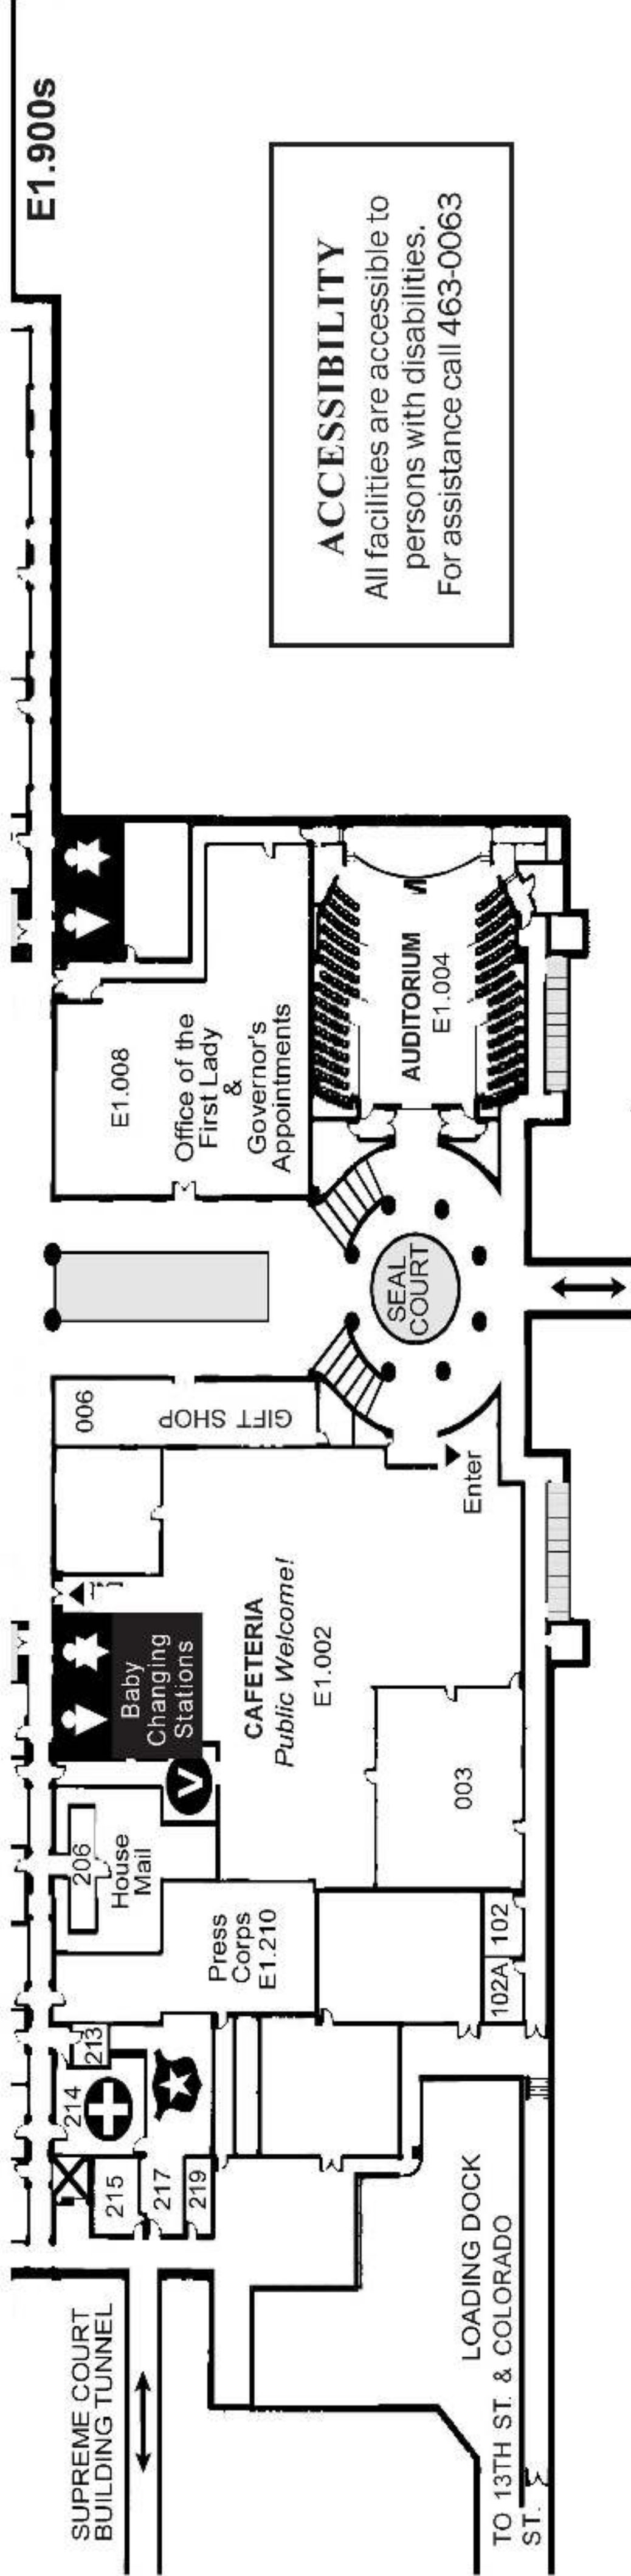 SUPREME COURT
BUILDING TUNNEL
LOADING DOCK
TO 13TH ST. & COLORADO
ST.
215
217
219
214
213
206
House
Mail
Press
Corps
E1.210
102A
102
003
V
Baby
Changing
Stations
CAFETERIA
Public Welcome!
E1.002
Enter
006
GIFT SHOP
SEAL
COURT
E1.008
Office of the
First Lady
&
Governor's
Appointments
AUDITORIUM
E1.004
E1.900s
ACCESSIBILITY
All facilities are accessible to
persons with disabilities.
For assistance call 463-0063